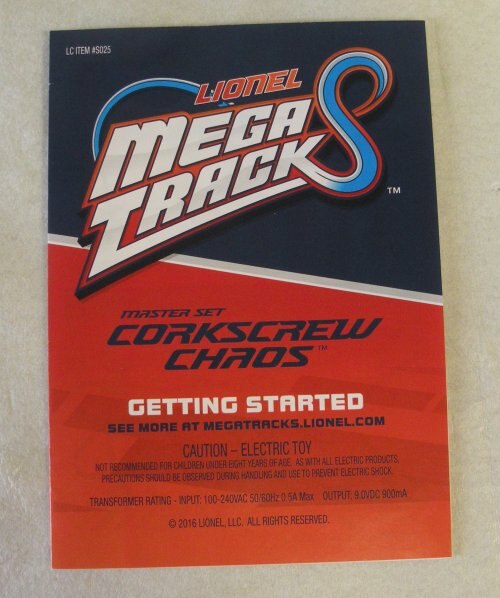 LC ITEM #S025
LIONEL
MEGA
TRACKS
TM
MASTER SET
CORKSCREW
CHAOS™
GETTING STARTED
SEE MORE AT MEGATRACKS.LIONEL.COM
CAUTION – ELECTRIC TOY
NOT RECOMMENDED FOR CHILDREN UNDER EIGHT YEARS OF AGE. AS WITH ALL ELECTRIC PRODUCTS,
PRECAUTIONS SHOULD BE OBSERVED DURING HANDLING AND USE TO PREVENT ELECTRIC SHOCK.
TRANSFORMER RATING - INPUT: 100-240VAC 50/60Hz 0.5A Max OUTPUT: 9.0VDC 900mA
© 2016 LIONEL, LLC. ALL RIGHTS RESERVED.